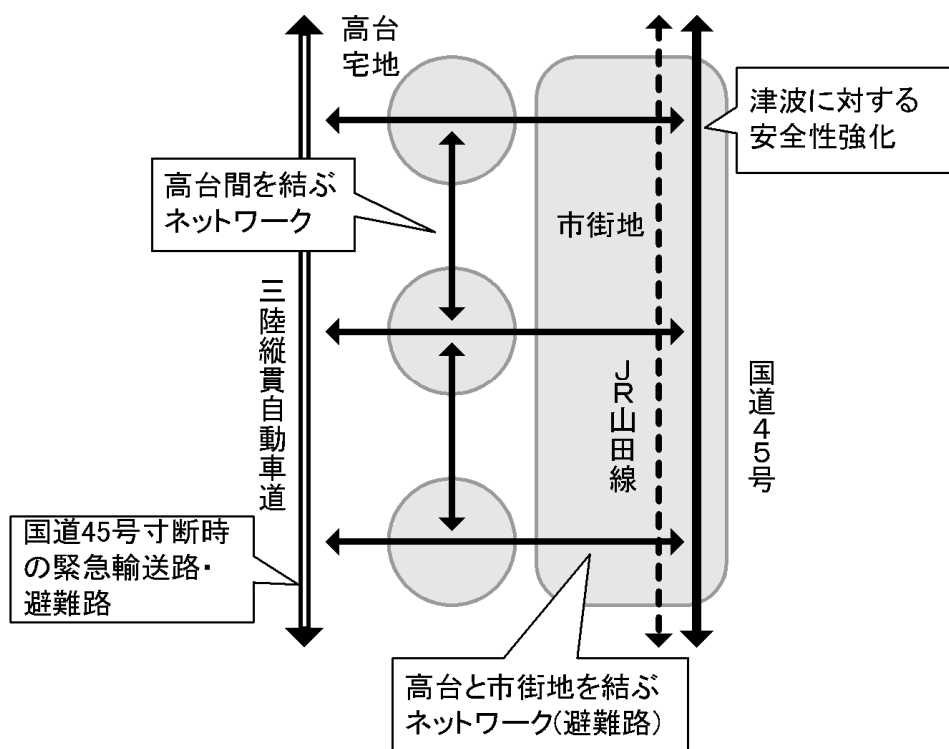 高台
宅地
津波に対する
安全性強化
高台間を結ぶ
ネットワーク
市街地
三陸縦貫自動車道
JR山田線
国道45号
国道45号寸断時
の緊急輸送路・
避難路
高台と市街地を結ぶ
ネットワーク(避難路)